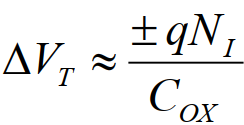 ΔV_T ≈ ± qN_I / C_OX